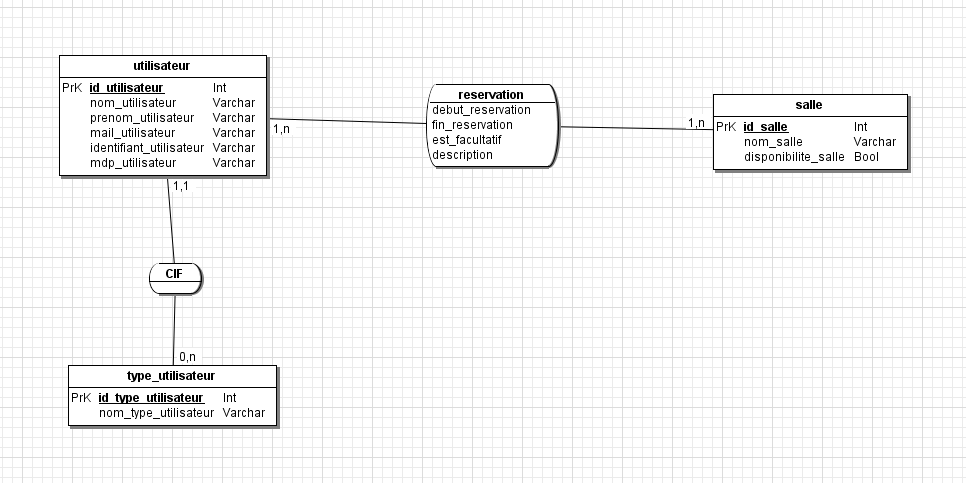 utilisateur
PrK id_utilisateur Int
nom_utilisateur Varchar
prenom_utilisateur Varchar
mail_utilisateur Varchar
identifiant_utilisateur Varchar
mdp_utilisateur Varchar
1,n
reservation
debut_reservation
fin_reservation
est_facultatif
description
1,n
salle
PrK id_salle Int
nom_salle Varchar
disponibilite_salle Bool
1,1
CIF
0,n
type_utilisateur
PrK id_type_utilisateur Int
nom_type_utilisateur Varchar